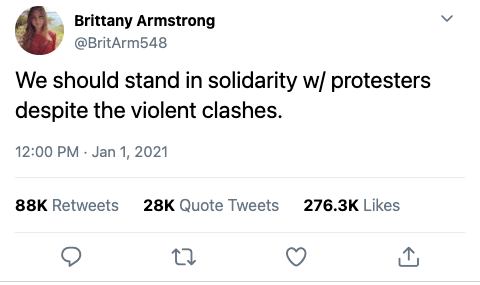 Brittany Armstrong
@BritArm548
We should stand in solidarity w/ protesters
despite the violent clashes.
12:00 PM · Jan 1, 2021
88K Retweets 28K Quote Tweets 276.3K Likes